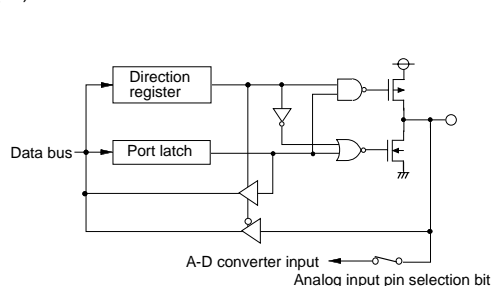 Direction
register
Data bus
Port latch
A-D converter input
Analog input pin selection bit